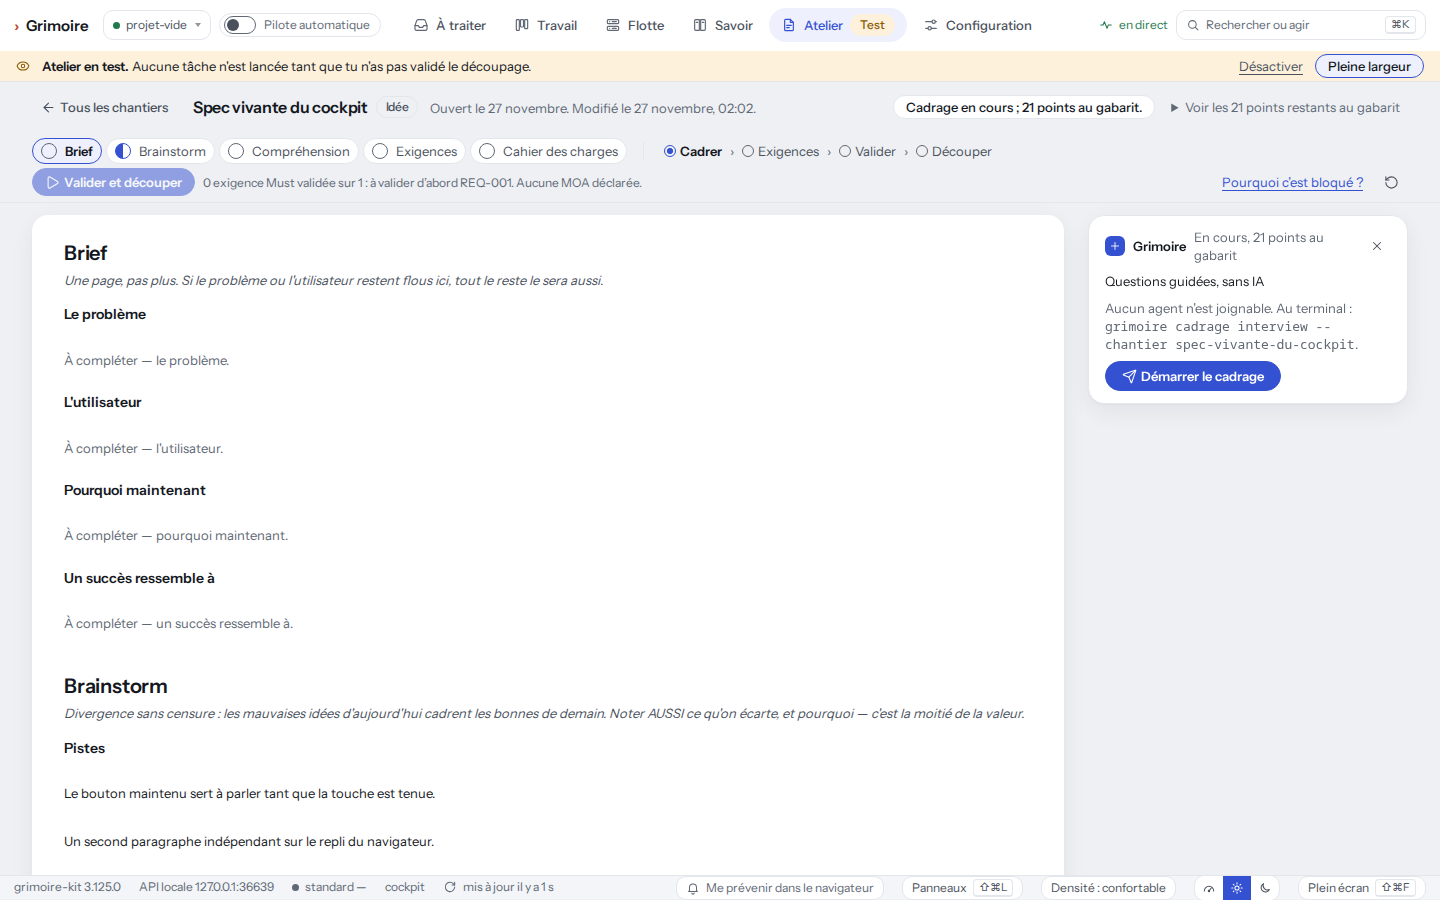 › Grimoire projet-vide Pilote automatique À traiter Travail Flotte Savoir Atelier Test Configuration en direct Rechercher ou agir ⌘K
Atelier en test. Aucune tâche n'est lancée tant que tu n'as pas validé le découpage. Désactiver Pleine largeur
← Tous les chantiers Spec vivante du cockpit Idée Ouvert le 27 novembre. Modifié le 27 novembre, 02:02. Cadrage en cours ; 21 points au gabarit. ▶ Voir les 21 points restants au gabarit
Brief Brainstorm Compréhension Exigences Cahier des charges Cadrer › Exigences › Valider › Découper
Valider et découper 0 exigence Must validée sur 1 : à valider d'abord REQ-001. Aucune MOA déclarée. Pourquoi c'est bloqué ?
Brief
Une page, pas plus. Si le problème ou l'utilisateur restent flous ici, tout le reste le sera aussi.
Le problème
À compléter — le problème.
L'utilisateur
À compléter — l'utilisateur.
Pourquoi maintenant
À compléter — pourquoi maintenant.
Un succès ressemble à
À compléter — un succès ressemble à.
Brainstorm
Divergence sans censure : les mauvaises idées d'aujourd'hui cadrent les bonnes de demain. Noter AUSSI ce qu'on écarte, et pourquoi — c'est la moitié de la valeur.
Pistes
Le bouton maintenu sert à parler tant que la touche est tenue.
Un second paragraphe indépendant sur le repli du navigateur.
Grimoire En cours, 21 points au
gabarit
Questions guidées, sans IA
Aucun agent n'est joignable. Au terminal :
grimoire cadrage interview --
chantier spec-vivante-du-cockpit.
Démarrer le cadrage
grimoire-kit 3.125.0 API locale 127.0.0.1:36639 standard — cockpit mis à jour il y a 1 s Me prévenir dans le navigateur Panneaux ⇧⌘L Densité : confortable Plein écran ⇧⌘F